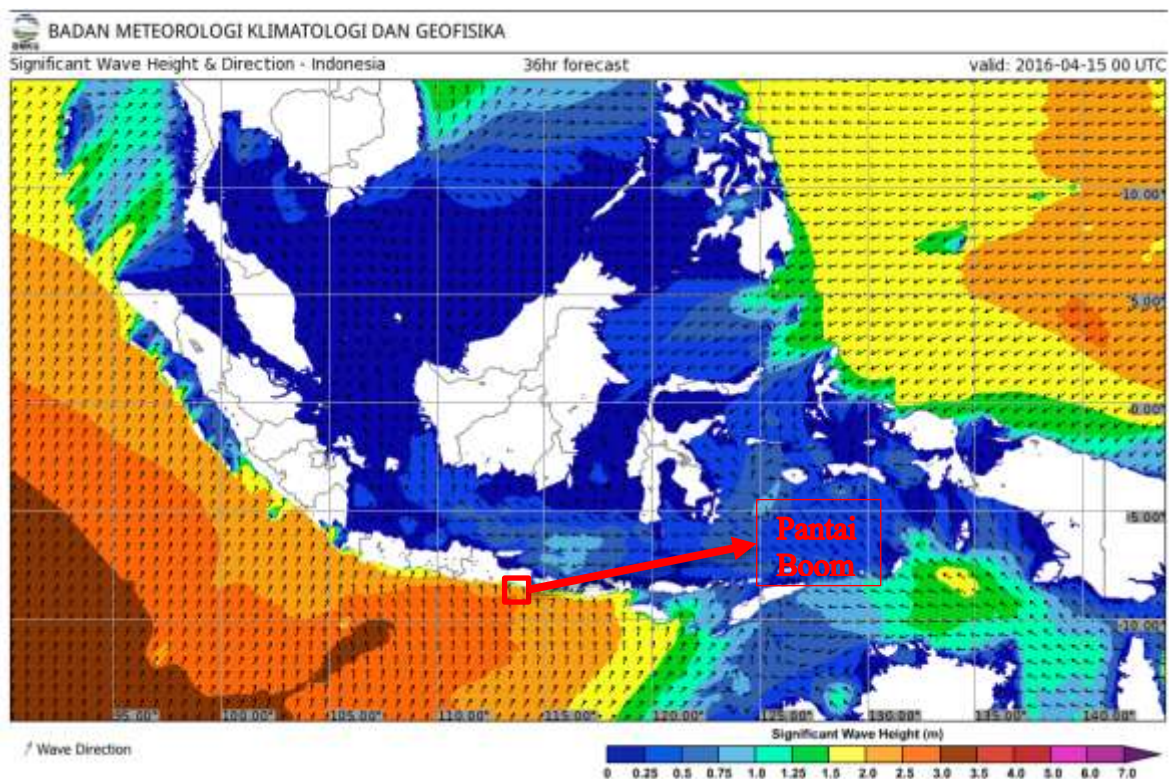 BADAN METEOROLOGI KLIMATOLOGI DAN GEOFISIKA
BMKG
Significant Wave Height & Direction - Indonesia 36hr forecast valid: 2016-04-15 00 UTC
-10.00°
5.00°
0.00°
Pantai
Boom
-5.00°
-10.00°
95.00° 100.00° 105.00° 110.00° 115.00° 120.00° 125.00° 130.00° 135.00° 140.00°
Wave Direction
Significant Wave Height (m)
0 0.25 0.5 0.75 1.0 1.25 1.5 2.0 2.5 3.0 3.5 4.0 5.0 6.0 7.0